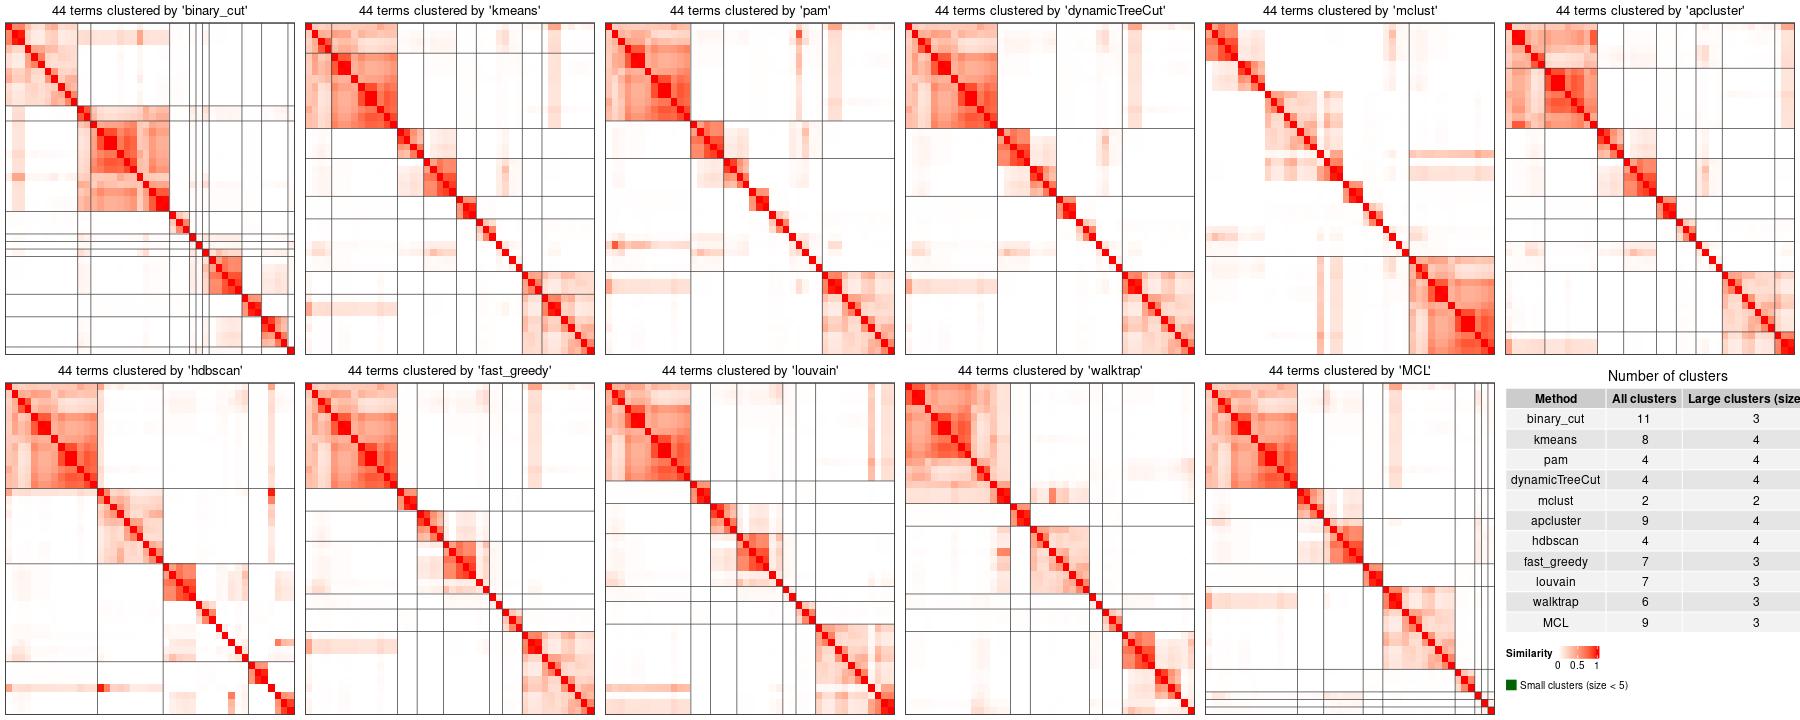 44 terms clustered by 'binary_cut'
44 terms clustered by 'kmeans'
44 terms clustered by 'pam'
44 terms clustered by 'dynamicTreeCut'
44 terms clustered by 'mclust'
44 terms clustered by 'apcluster'
44 terms clustered by 'hdbscan'
44 terms clustered by 'fast_greedy'
44 terms clustered by 'louvain'
44 terms clustered by 'walktrap'
44 terms clustered by 'MCL'
Number of clusters
Method All clusters Large clusters (size
binary_cut 11 3
kmeans 8 4
pam 4 4
dynamicTreeCut 4 4
mclust 2 2
apcluster 9 4
hdbscan 4 4
fast_greedy 7 3
louvain 7 3
walktrap 6 3
MCL 9 3
Similarity
0 0.5 1
Small clusters (size < 5)